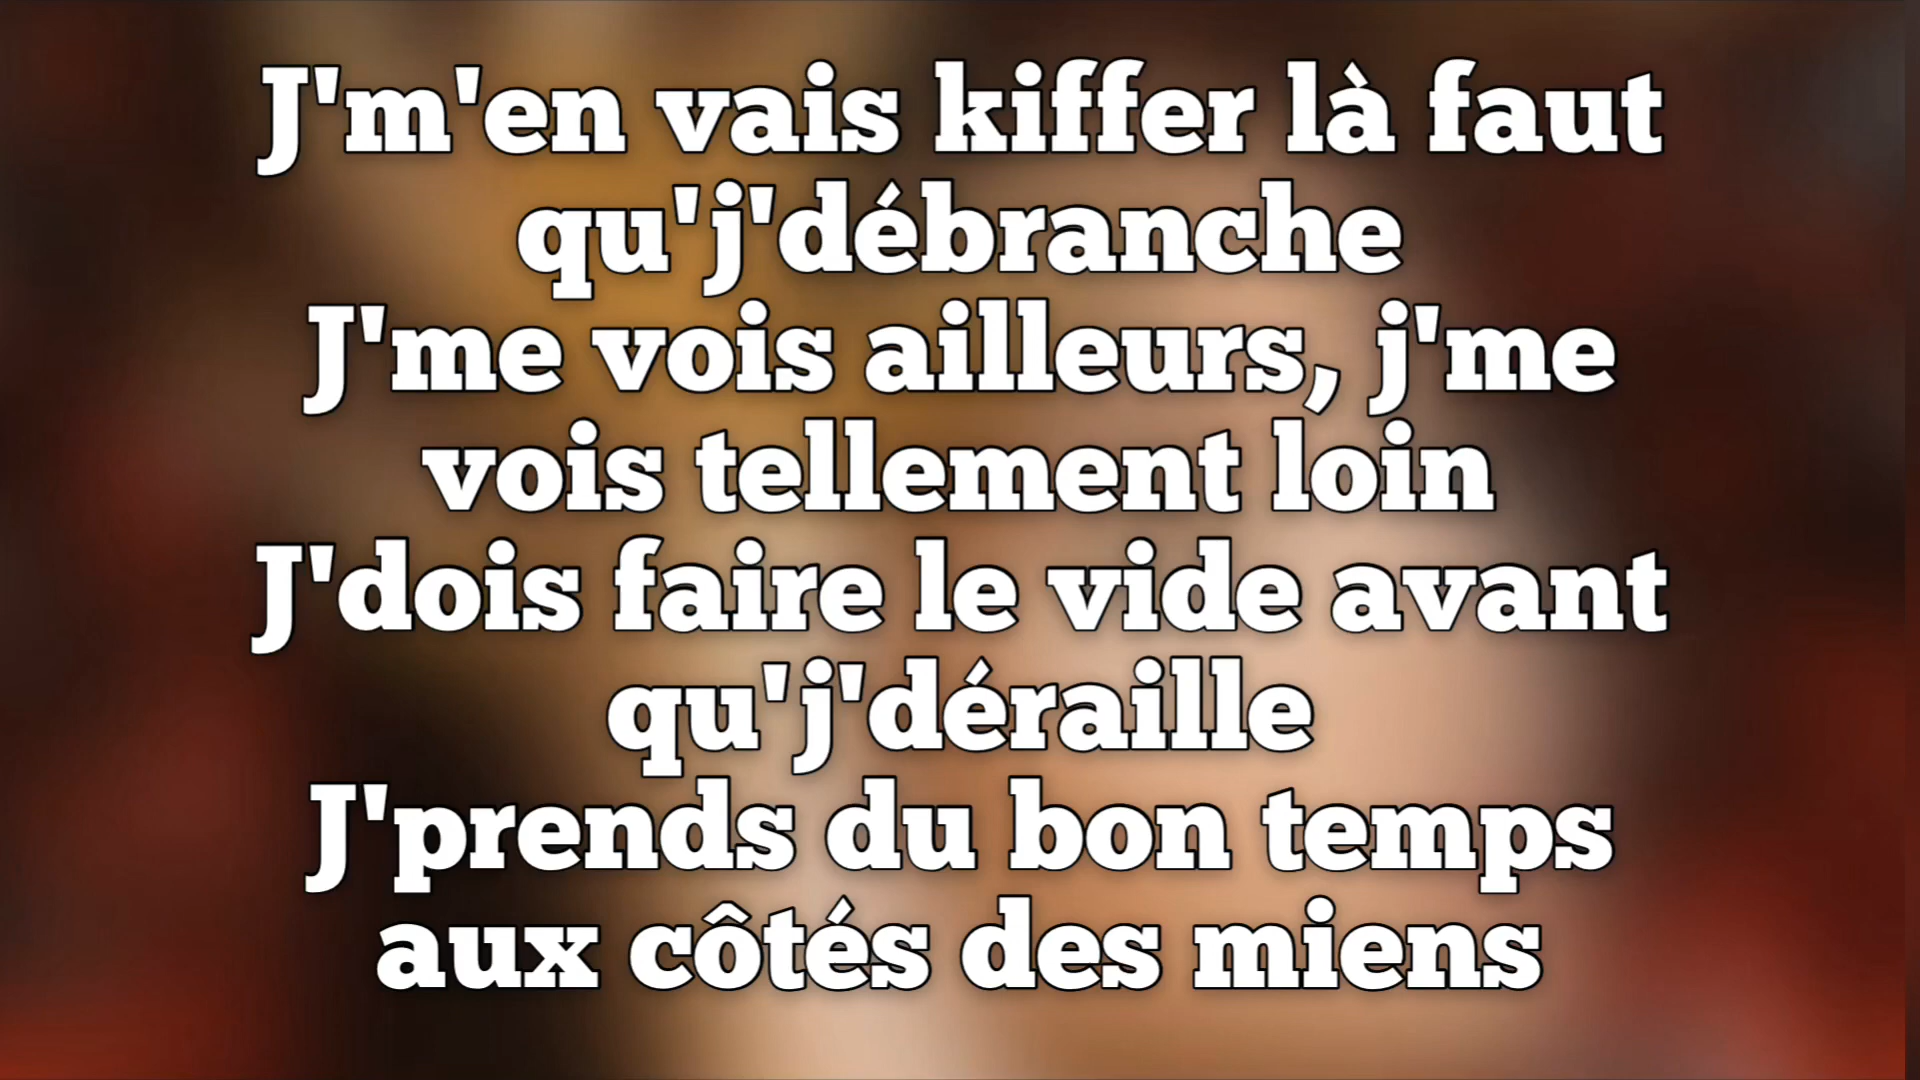 J'm'en vais kiffer là faut
qu'j'débranche
J'me vois ailleurs, j'me
vois tellement loin
J'dois faire le vide avant
qu'j'déraille
J'prends du bon temps
aux côtés des miens